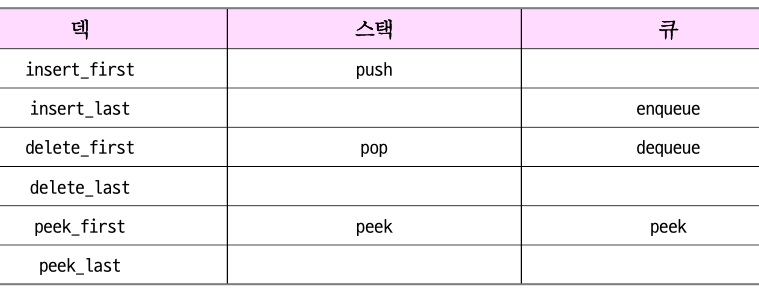 덱 스택 큐
insert_first push
insert_last enqueue
delete_first pop dequeue
delete_last
peek_first peek peek
peek_last